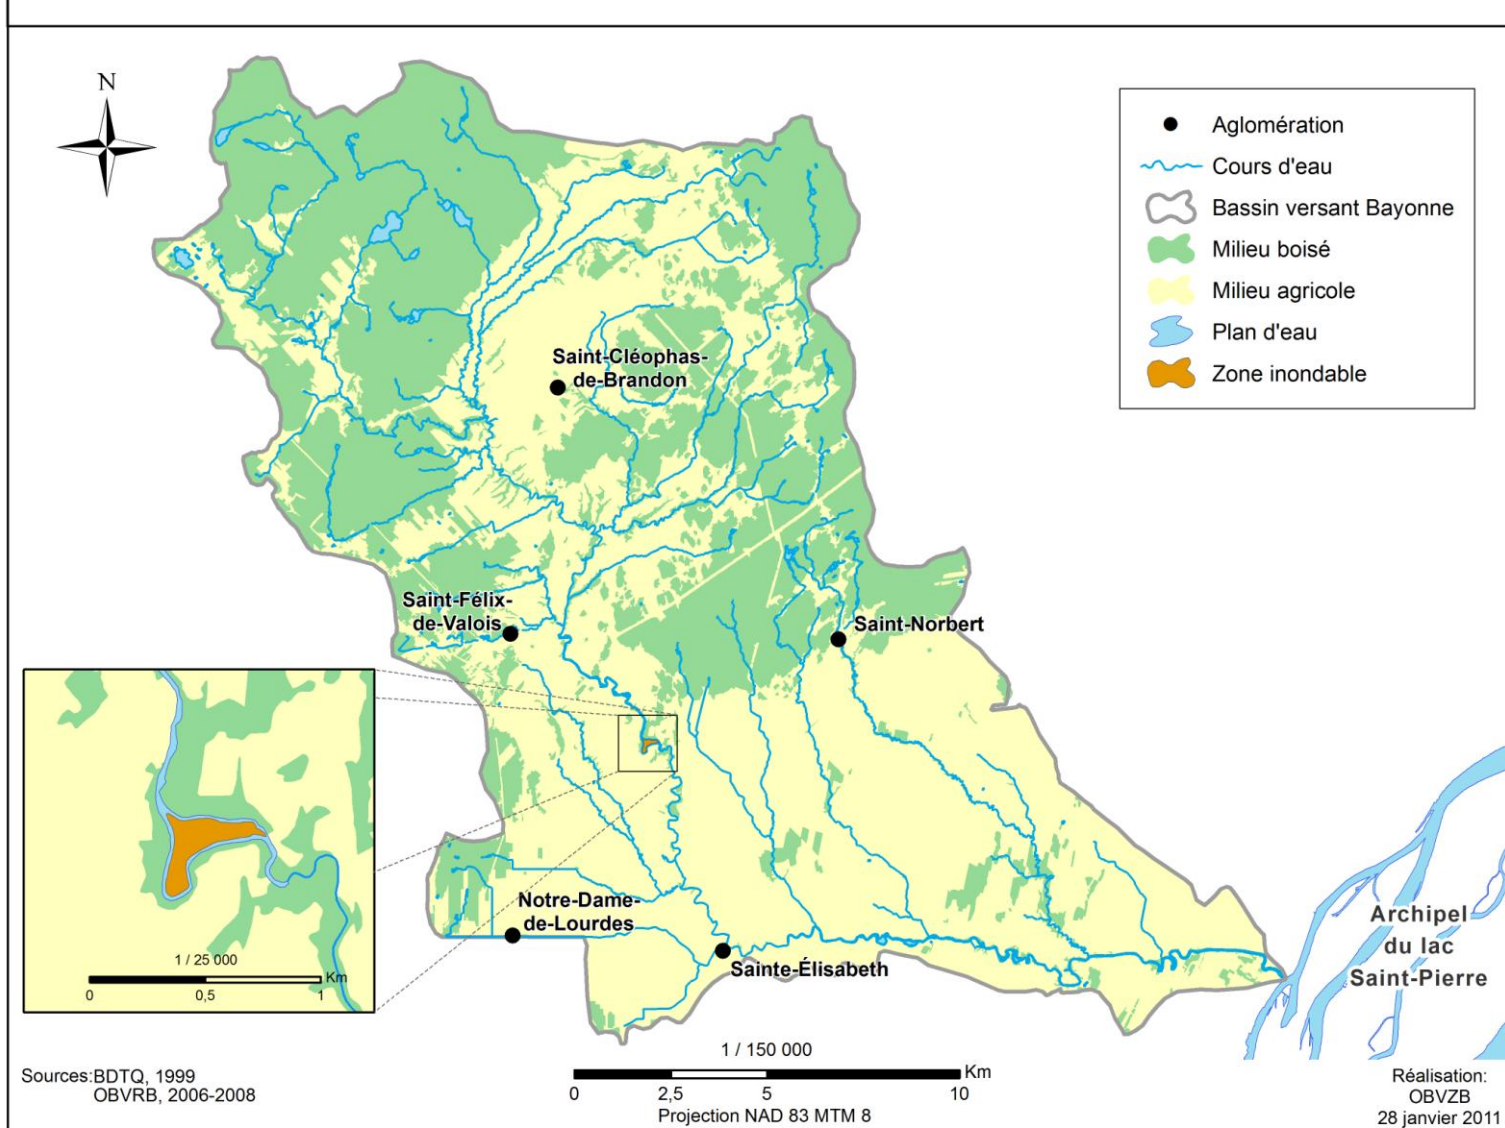 N
Aglomération
Cours d'eau
Bassin versant Bayonne
Milieu boisé
Milieu agricole
Plan d'eau
Zone inondable
Saint-Cléophas-
de-Brandon
Saint-Félix-
de-Valois
Saint-Norbert
Notre-Dame-
de-Lourdes
Sainte-Élisabeth
Archipel
du lac
Saint-Pierre
1 / 25 000
Km
0 0,5 1
1 / 150 000
Km
0 2,5 5 10
Projection NAD 83 MTM 8
Sources:BDTQ, 1999
OBVRB, 2006-2008
Réalisation:
OBVZB
28 janvier 2011